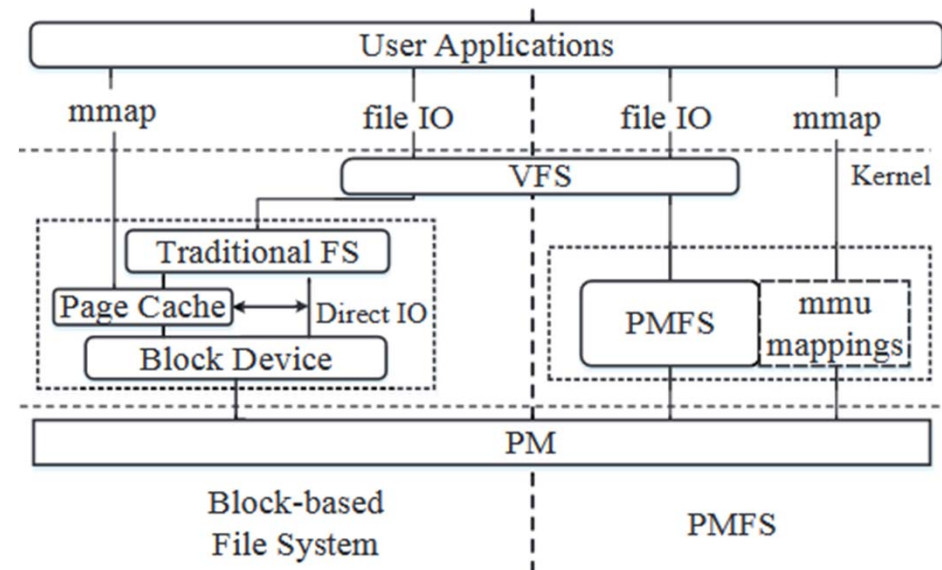 User Applications
mmap
file IO
file IO
mmap
VFS
Kernel
Traditional FS
Page Cache
Direct IO
Block Device
PMFS
mmu
mappings
PM
Block-based
File System
PMFS